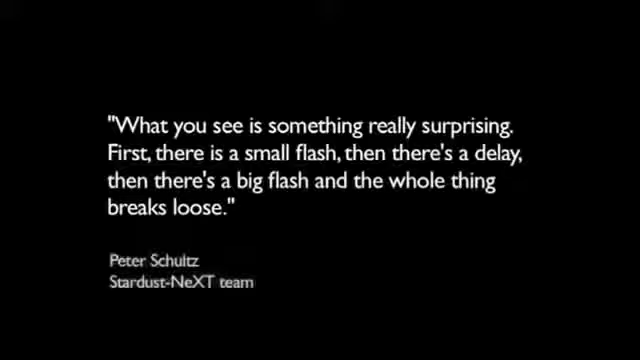 "What you see is something really surprising.
First, there is a small flash, then there's a delay,
then there's a big flash and the whole thing
breaks loose."
Peter Schultz
Stardust-NeXT team